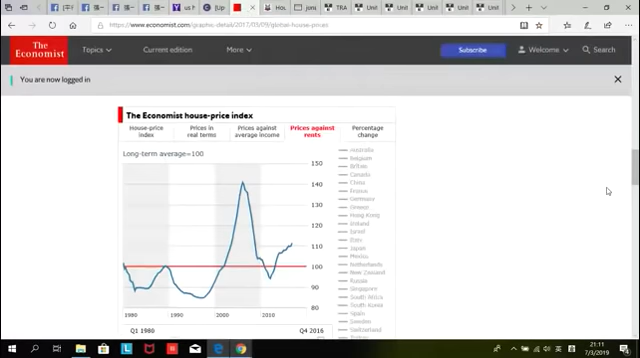 https://www.economist.com/graphic-detail/2017/03/09/global-house-prices
The
Economist
Topics
Current edition
More
Subscribe
Welcome
Search
You are now logged in
The Economist house-price index
House-price index
Prices in real terms
Prices against average income
Prices against rents
Percentage change
Long-term average=100
150
140
130
120
110
100
90
80
1980
1990
2000
2010
Q1 1980
Q4 2016
Australia
Belgium
Britain
Canada
China
France
Germany
Hong Kong
Ireland
Israel
Italy
Japan
Mexico
Netherlands
New Zealand
Russia
Singapore
South Africa
South Korea
Spain
Sweden
Switzerland
21:11
7/3/2019